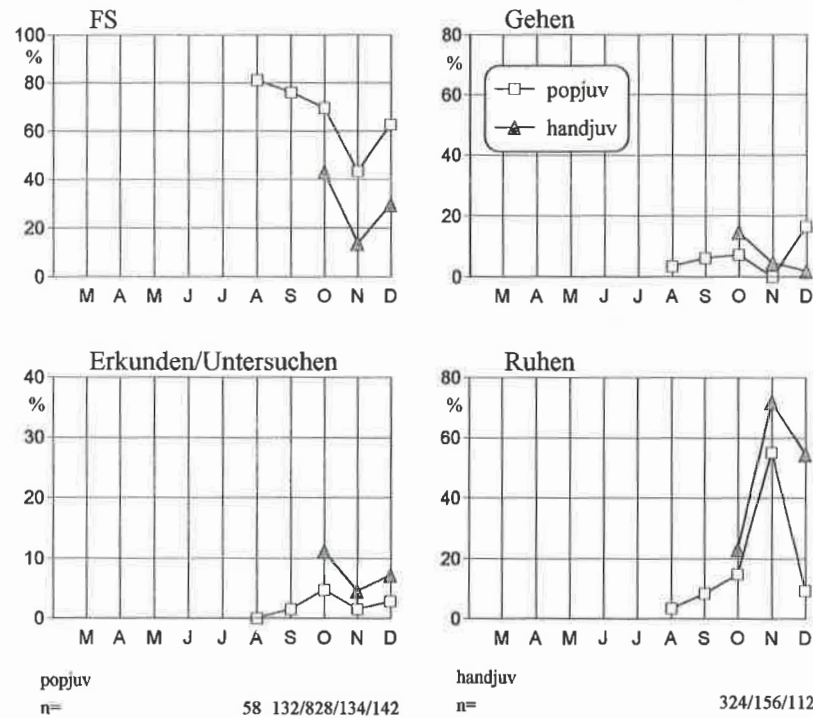 FS
100
%
80
60
40
20
0
M A M J J A S O N D
Gehen
80
%
60
40
20
0
popjuv
handjuv
M A M J J A S O N D
Erkunden/Untersuchen
40
%
30
20
10
0
M A M J J A S O N D
Ruhen
80
%
60
40
20
0
M A M J J A S O N D
popjuv
n= 58 132/828/134/142
handjuv
n= 324/156/112